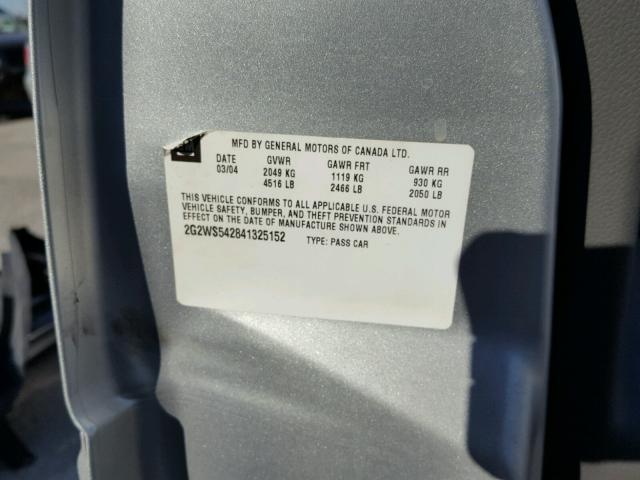 MFD BY GENERAL MOTORS OF CANADA LTD.
DATE GVWR GAWR FRT GAWR RR
03/04 2049 KG 1119 KG 930 KG
4516 LB 2466 LB 2050 LB
THIS VEHICLE CONFORMS TO ALL APPLICABLE U.S. FEDERAL MOTOR
VEHICLE SAFETY, BUMPER, AND THEFT PREVENTION STANDARDS IN
EFFECT ON THE DATE OF MANUFACTURE SHOWN ABOVE.
2G2WS542841325152 TYPE: PASS CAR